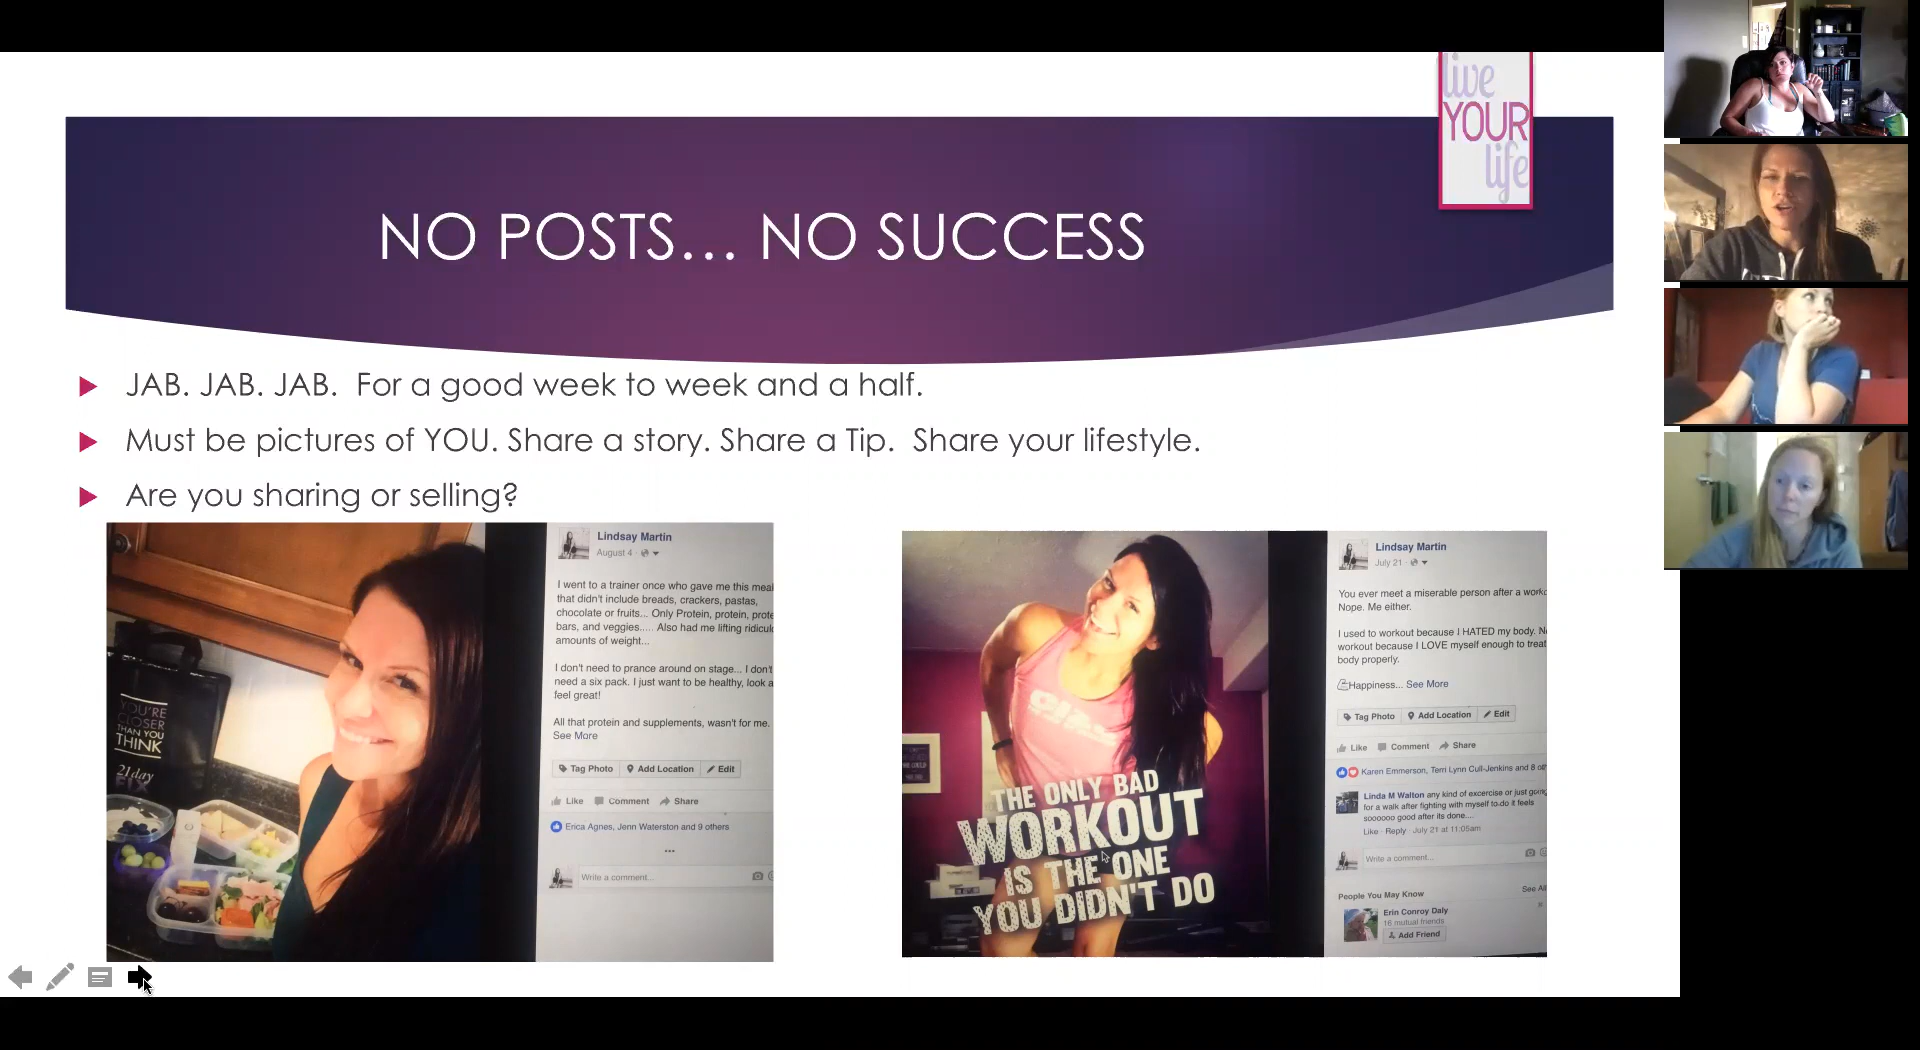 live
YOUR
life
NO POSTS... NO SUCCESS
JAB. JAB. JAB. For a good week to week and a half.
Must be pictures of YOU. Share a story. Share a Tip. Share your lifestyle.
Are you sharing or selling?
YOU'RE
CLOSER
THAN YOU
THINK
21 day
FIX
Lindsay Martin
August 4
I went to a trainer once who gave me this meal
that didn't include breads, crackers, pastas,
chocolate or fruits... Only Protein, protein, prote
bars, and veggies..... Also had me lifting ridicul
amounts of weight...
I don't need to prance around on stage... I don't
need a six pack. I just want to be healthy, look a
feel great!
All that protein and supplements, wasn't for me.
See More
Tag Photo Add Location Edit
Like Comment Share
Erica Agnes, Jenn Waterston and 9 others
Write a comment...
THE ONLY BAD
WORKOUT
IS THE ONE
YOU DIDN'T DO
Lindsay Martin
July 21
You ever meet a miserable person after a worko
Nope. Me either.
I used to workout because I HATED my body. N
workout because I LOVE myself enough to treat
body properly.
Happiness... See More
Tag Photo Add Location Edit
Like Comment Share
Karen Emmerson, Terri Lynn Cull-Jenkins and 8 ot
Linda M Walton any kind of excercise or just going
for a walk after fighting with myself to do it feels
soooooo good after its done....
Like · Reply · July 21 at 11:05am
Write a comment...
People You May Know See All
Erin Conroy Daly
16 mutual friends
Add Friend